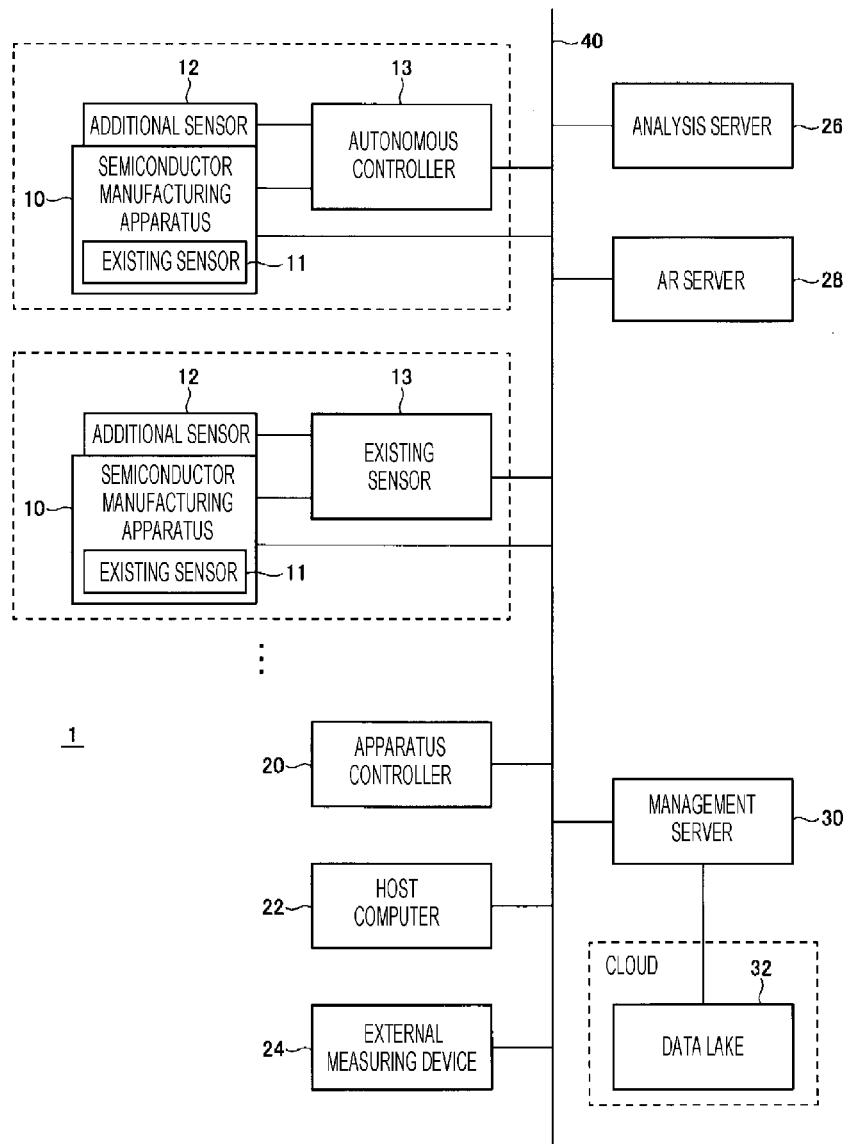 40
12
13
ADDITIONAL SENSOR
AUTONOMOUS
CONTROLLER
ANALYSIS SERVER
26
10
SEMICONDUCTOR
MANUFACTURING
APPARATUS
EXISTING SENSOR
11
AR SERVER
28
12
13
ADDITIONAL SENSOR
EXISTING
SENSOR
10
SEMICONDUCTOR
MANUFACTURING
APPARATUS
EXISTING SENSOR
11
1
20
APPARATUS
CONTROLLER
MANAGEMENT
SERVER
30
22
HOST
COMPUTER
CLOUD
32
DATA LAKE
24
EXTERNAL
MEASURING DEVICE